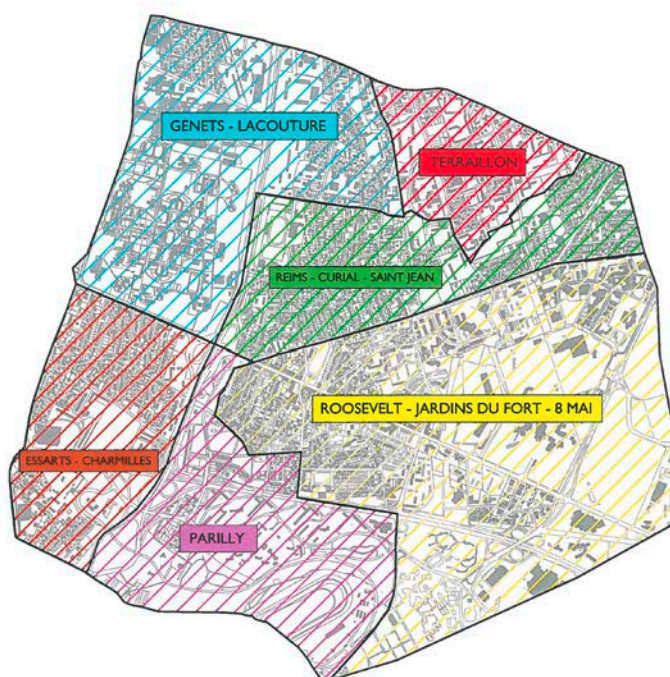 GENETS - LACOUTURE
TERRAILLON
REIMS - CURIAL - SAINT JEAN
ROOSEVELT - JARDINS DU FORT - 8 MAI
ESSARTS - CHARMILLES
PARILLY